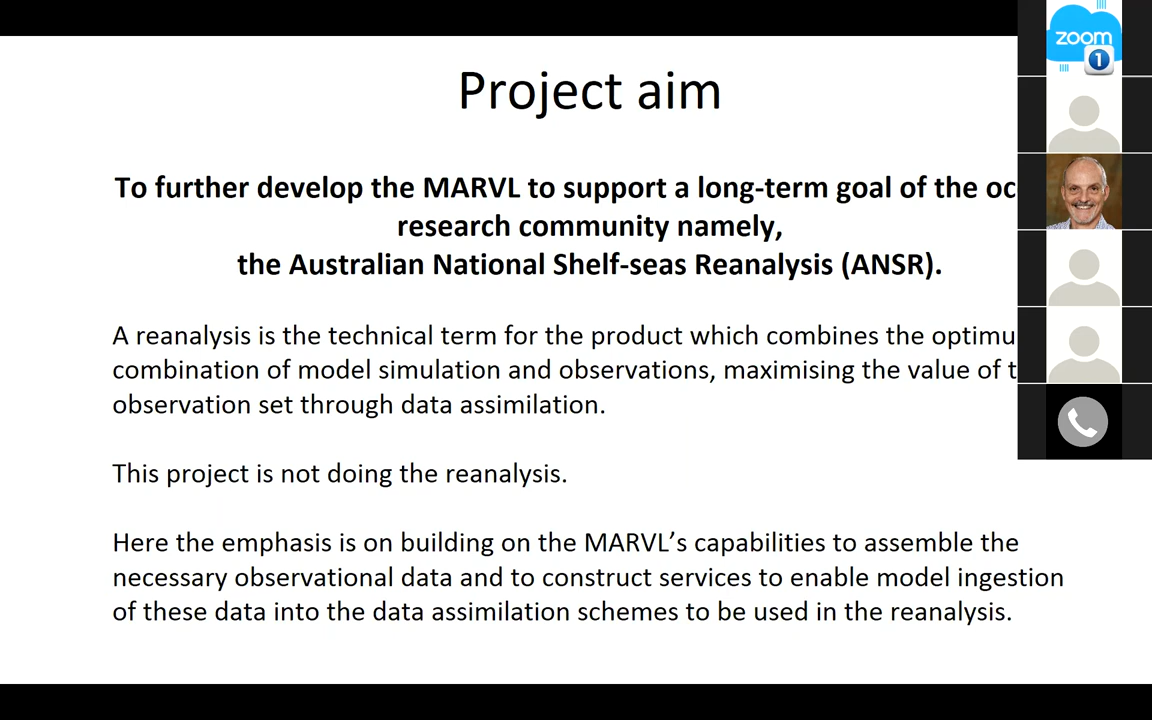 Project aim
To further develop the MARVL to support a long-term goal of the
research community namely,
the Australian National Shelf-seas Reanalysis (ANSR).
A reanalysis is the technical term for the product which combines the
combination of model simulation and observations, maximising the value of
observation set through data assimilation.
This project is not doing the reanalysis.
Here the emphasis is on building on the MARVL's capabilities to assemble the
necessary observational data and to construct services to enable model ingestion
of these data into the data assimilation schemes to be used in the reanalysis.
zoom
1